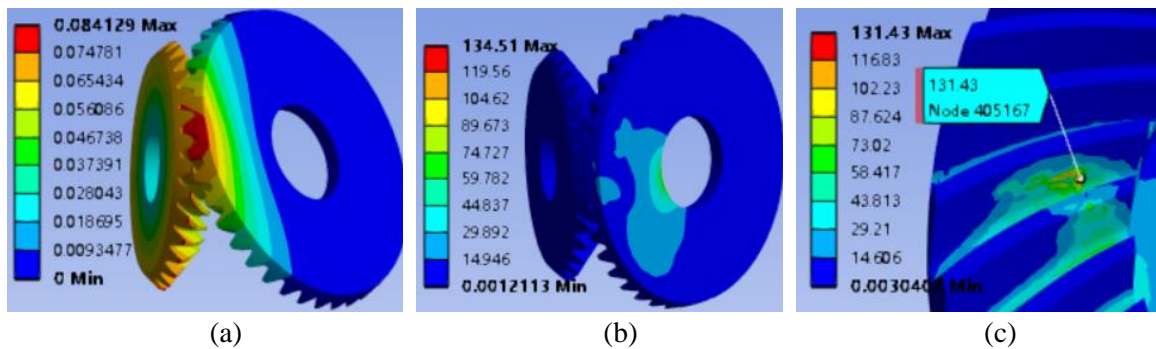 0.084129 Max
0.074781
0.065434
0.056086
0.046738
0.037391
0.028043
0.018695
0.0093477
0 Min
134.51 Max
119.56
104.62
89.673
74.727
59.782
44.837
29.892
14.946
0.0012113 Min
131.43 Max
11683
102.23
87.624
73.02
58.417
43.813
29.21
14.606
Min
131.43
Node 405167
(a)
(b)
(c)